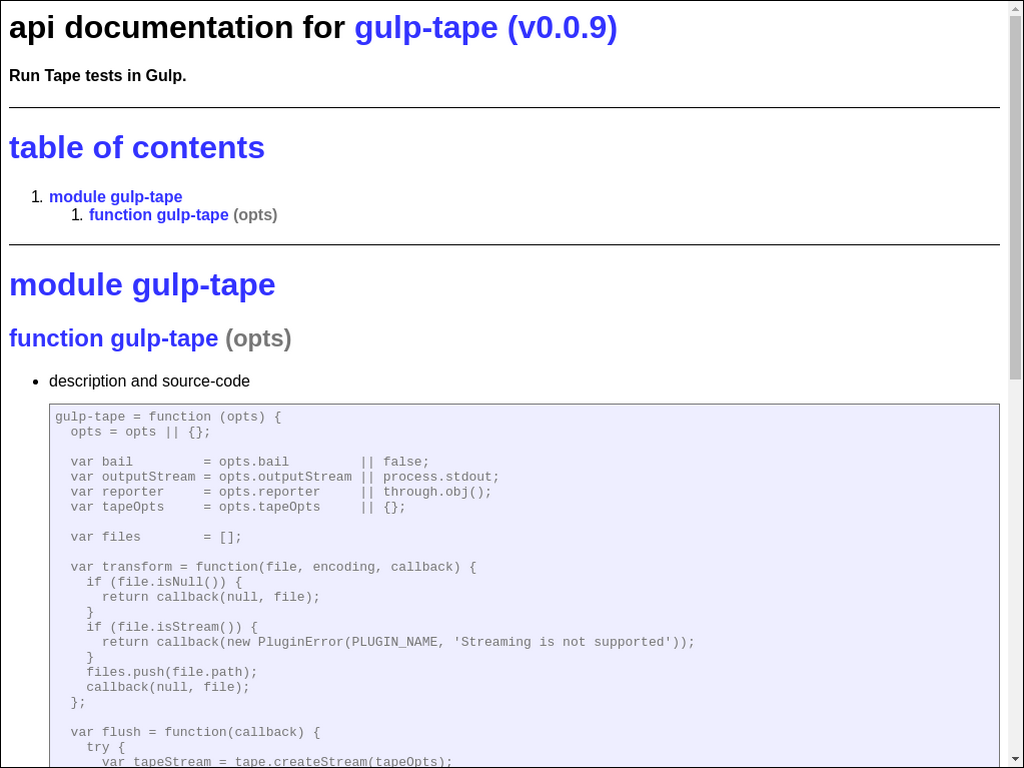 api documentation for gulp-tape (v0.0.9)
Run Tape tests in Gulp.
table of contents
1. module gulp-tape
1. function gulp-tape (opts)
module gulp-tape
function gulp-tape (opts)
• description and source-code
gulp-tape = function (opts) {
  opts = opts || {};

  var bail         = opts.bail         || false;
  var outputStream = opts.outputStream || process.stdout;
  var reporter     = opts.reporter     || through.obj();
  var tapeOpts     = opts.tapeOpts     || {};

  var files        = [];

  var transform = function(file, encoding, callback) {
    if (file.isNull()) {
      return callback(null, file);
    }
    if (file.isStream()) {
      return callback(new PluginError(PLUGIN_NAME, 'Streaming is not supported'));
    }
    files.push(file.path);
    callback(null, file);
  };

  var flush = function(callback) {
    try {
      var tapeStream = tape.createStream(tapeOpts);